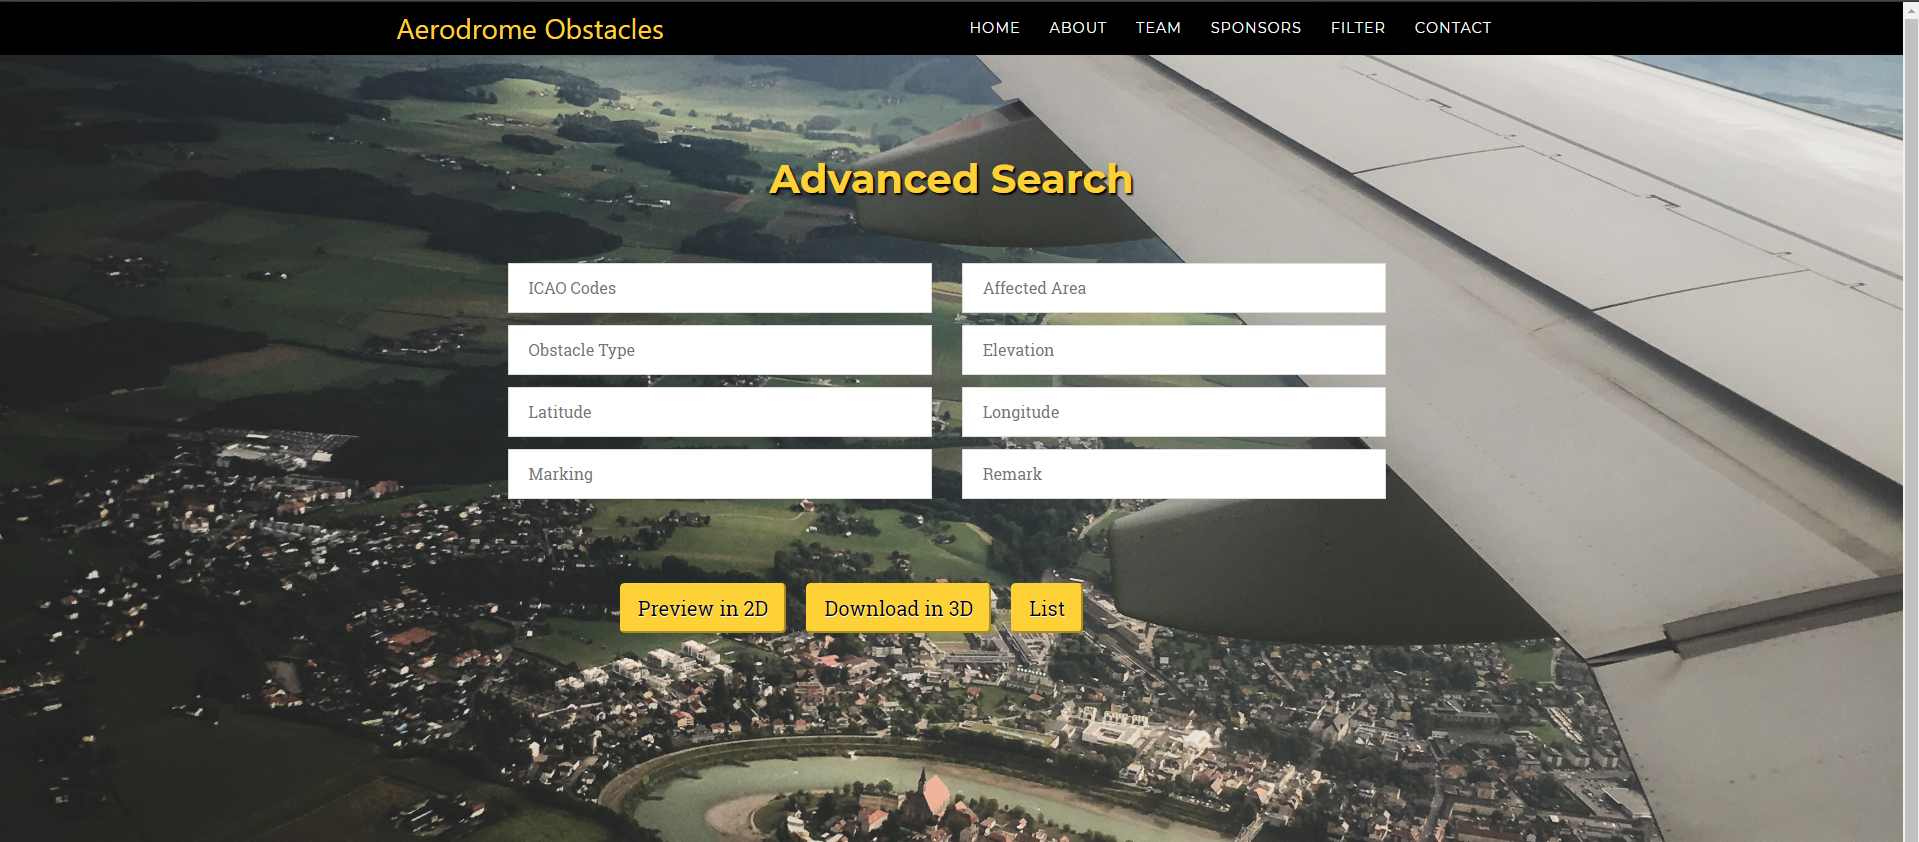 Aerodrome Obstacles
HOME ABOUT TEAM SPONSORS FILTER CONTACT
Advanced Search
ICAO Codes
Affected Area
Obstacle Type
Elevation
Latitude
Longitude
Marking
Remark
Preview in 2D
Download in 3D
List